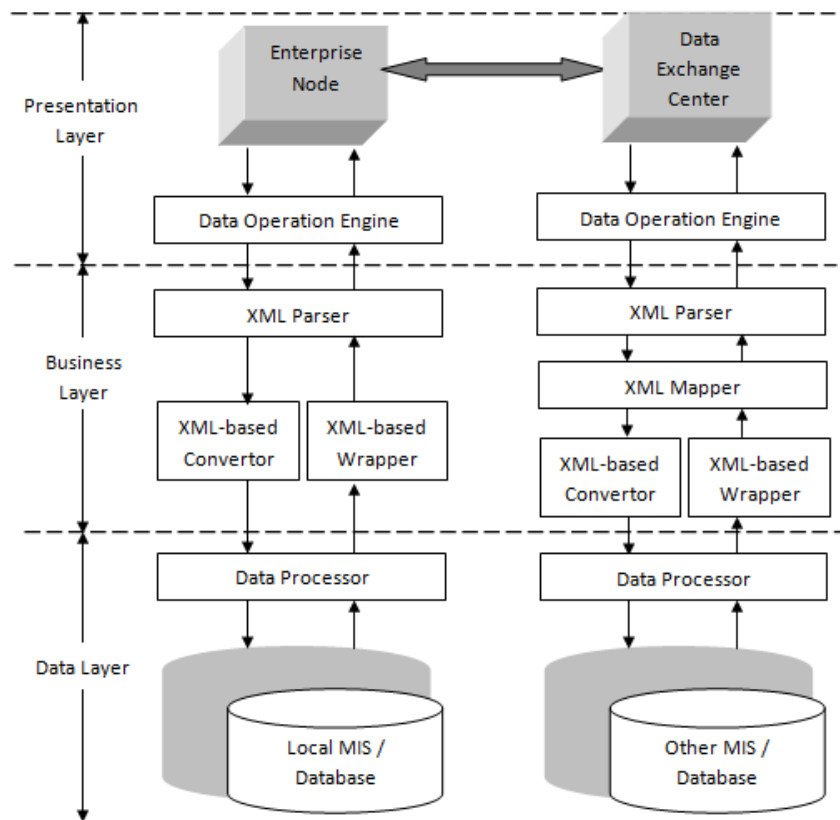 Enterprise
Node
Data
Exchange
Center
Presentation
Layer
Data Operation Engine
Data Operation Engine
XML Parser
XML Parser
Business
Layer
XML Mapper
XML-based
Convertor
XML-based
Wrapper
XML-based
Convertor
XML-based
Wrapper
Data Processor
Data Processor
Data Layer
Local MIS /
Database
Other MIS /
Database